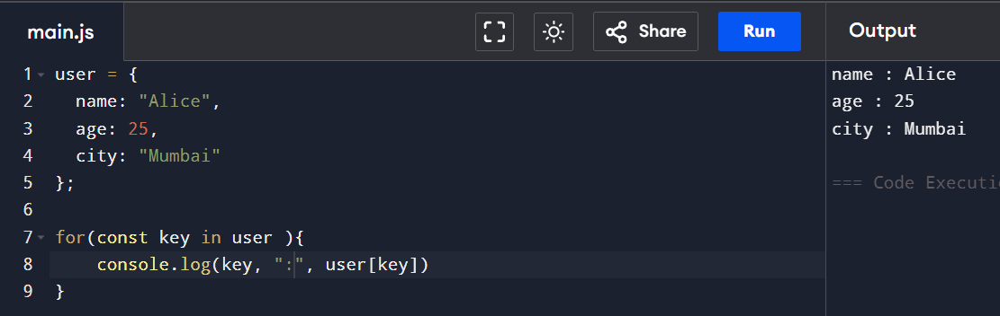 main.js
Share
Run
Output
1 user = {
2   name: "Alice",
3   age: 25,
4   city: "Mumbai"
5 };
6
7 for(const key in user ){
8     console.log(key, ":", user[key])
9 }
name : Alice
age : 25
city : Mumbai
=== Code Executi